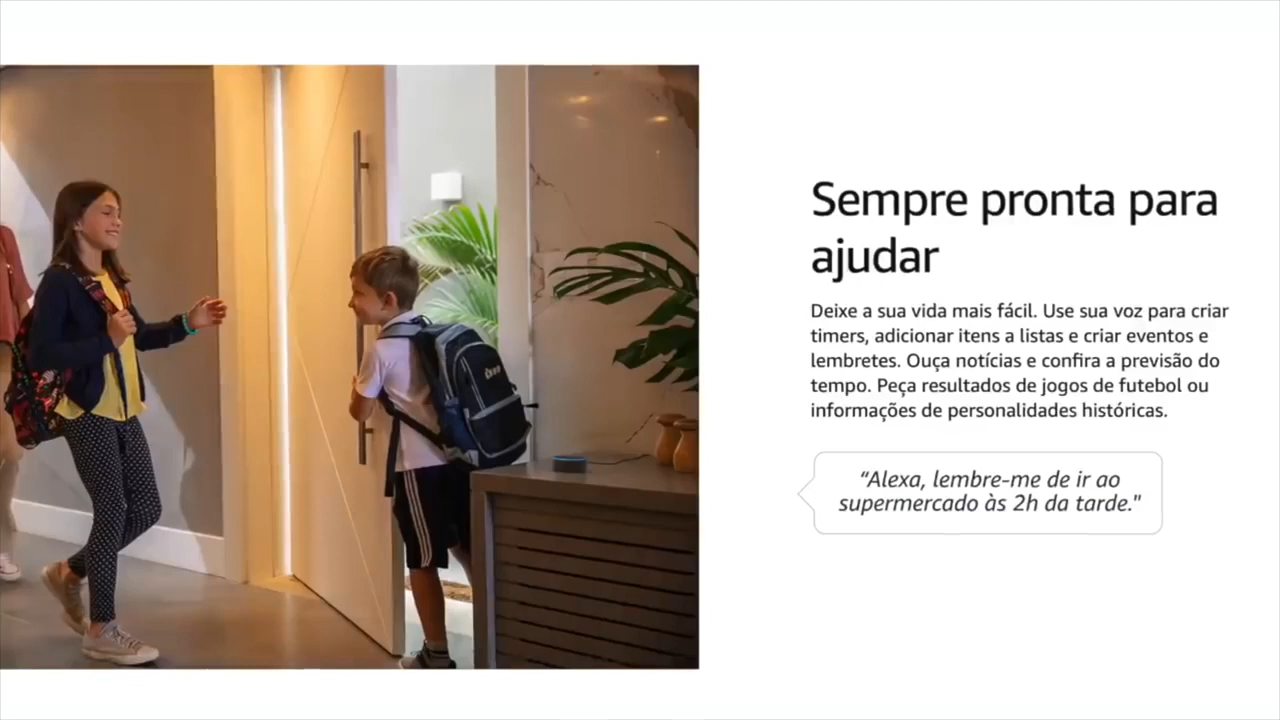 Sempre pronta para
ajudar
Deixe a sua vida mais fácil. Use sua voz para criar
timers, adicionar itens a listas e criar eventos e
lembretes. Ouça notícias e confira a previsão do
tempo. Peça resultados de jogos de futebol ou
informações de personalidades históricas.
“Alexa, lembre-me de ir ao
supermercado às 2h da tarde."